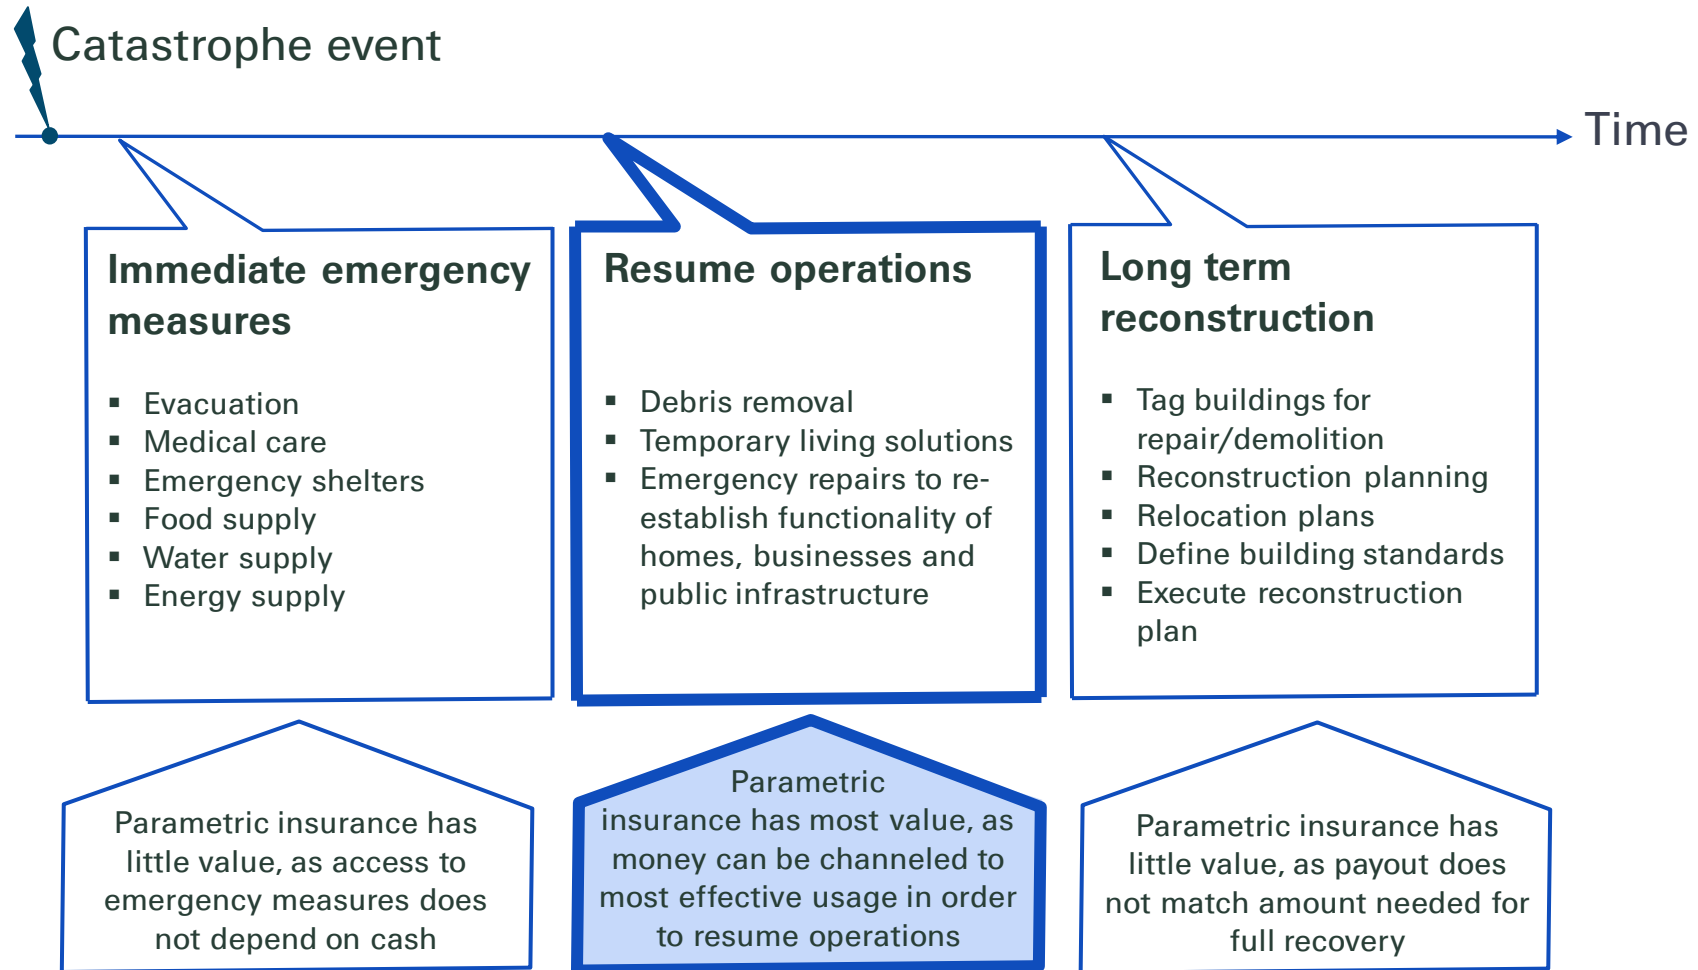 Catastrophe event
Time
Immediate emergency
measures
▪ Evacuation
▪ Medical care
▪ Emergency shelters
▪ Food supply
▪ Water supply
▪ Energy supply
Resume operations
▪ Debris removal
▪ Temporary living solutions
▪ Emergency repairs to re-
establish functionality of
homes, businesses and
public infrastructure
Long term
reconstruction
▪ Tag buildings for
repair/demolition
▪ Reconstruction planning
▪ Relocation plans
▪ Define building standards
▪ Execute reconstruction
plan
Parametric insurance has
little value, as access to
emergency measures does
not depend on cash
Parametric
insurance has most value, as
money can be channeled to
most effective usage in order
to resume operations
Parametric insurance has
little value, as payout does
not match amount needed for
full recovery